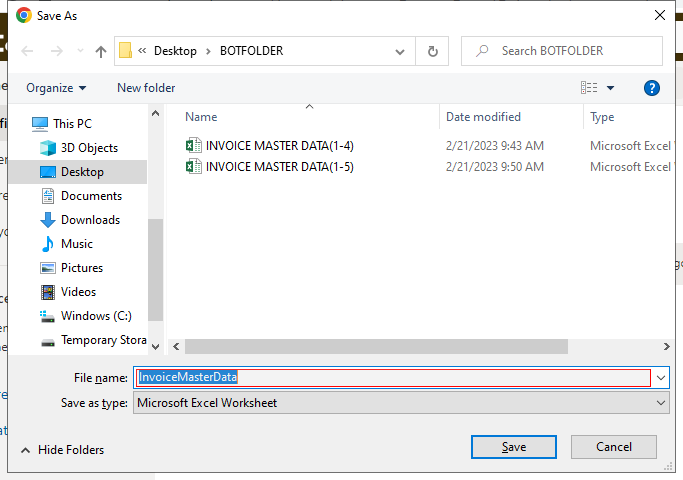 Save As
« Desktop > BOTFOLDER
Search BOTFOLDER
Organize New folder
This PC
3D Objects
Desktop
Documents
Downloads
Music
Pictures
Videos
Windows (C:)
Temporary Stora
Name Date modified Type
INVOICE MASTER DATA(1-4) 2/21/2023 9:43 AM Microsoft Excel
INVOICE MASTER DATA(1-5) 2/21/2023 9:50 AM Microsoft Excel
File name: InvoiceMasterData
Save as type: Microsoft Excel Worksheet
Hide Folders
Save Cancel